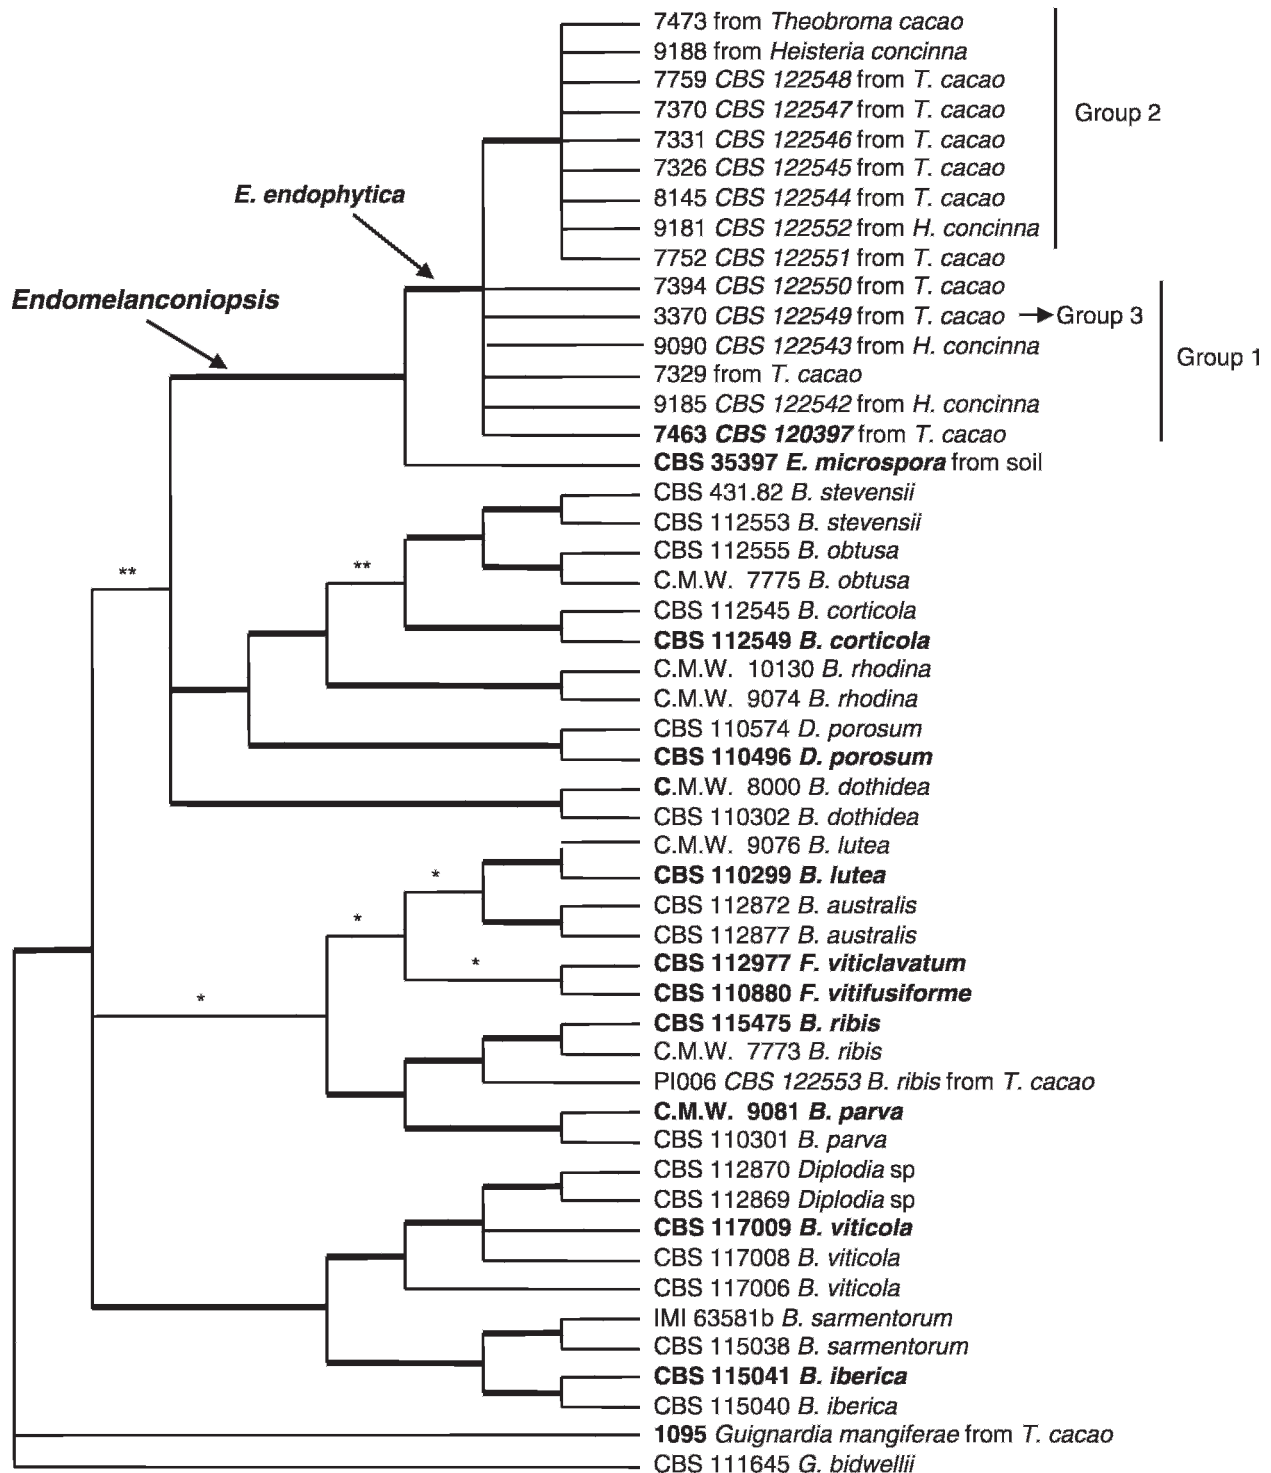 7473 from Theobroma cacao
9188 from Heisteria concinna
7759 CBS 122548 from T. cacao
7370 CBS 122547 from T. cacao
Group 2
7331 CBS 122546 from T. cacao
7326 CBS 122545 from T. cacao
E. endophytica
8145 CBS 122544 from T. cacao
9181 CBS 122552 from H. concinna
7752 CBS 122551 from T. cacao
7394 CBS 122550 from T. cacao
Endomelanconiopsis
3370 CBS 122549 from T. cacao
Group 3
9090 CBS 122543 from H. concinna
Group 1
7329 from T. cacao
9185 CBS 122542 from H. concinna
7463 CBS 120397 from T. cacao
CBS 35397 E. microspora from soil
CBS 431.82 B. stevensii
CBS 112553 B. stevensii
CBS 112555 B. obtusa
**
**
C.M.W. 7775 B. obtusa
CBS 112545 B. corticola
CBS 112549 B. corticola
C.M.W. 10130 B. rhodina
C.M.W. 9074 B. rhodina
CBS 110574 D. porosum
CBS 110496 D. porosum
C.M.W. 8000 B. dothidea
CBS 110302 B. dothidea
C.M.W. 9076 B. lutea
*
CBS 110299 B. lutea
CBS 112872 B. australis
*
CBS 112877 B. australis
*
CBS 112977 F. viticlavatum
CBS 110880 F. vitifusiforme
*
CBS 115475 B. ribis
C.M.W. 7773 B. ribis
PI006 CBS 122553 B. ribis from T. cacao
C.M.W. 9081 B. parva
CBS 110301 B. parva
CBS 112870 Diplodia sp
CBS 112869 Diplodia sp
CBS 117009 B. viticola
CBS 117008 B. viticola
CBS 117006 B. viticola
IMI 63581b B. sarmentorum
CBS 115038 B. sarmentorum
CBS 115041 B. iberica
CBS 115040 B. iberica
1095 Guignardia mangiferae from T. cacao
CBS 111645 G. bidwellii